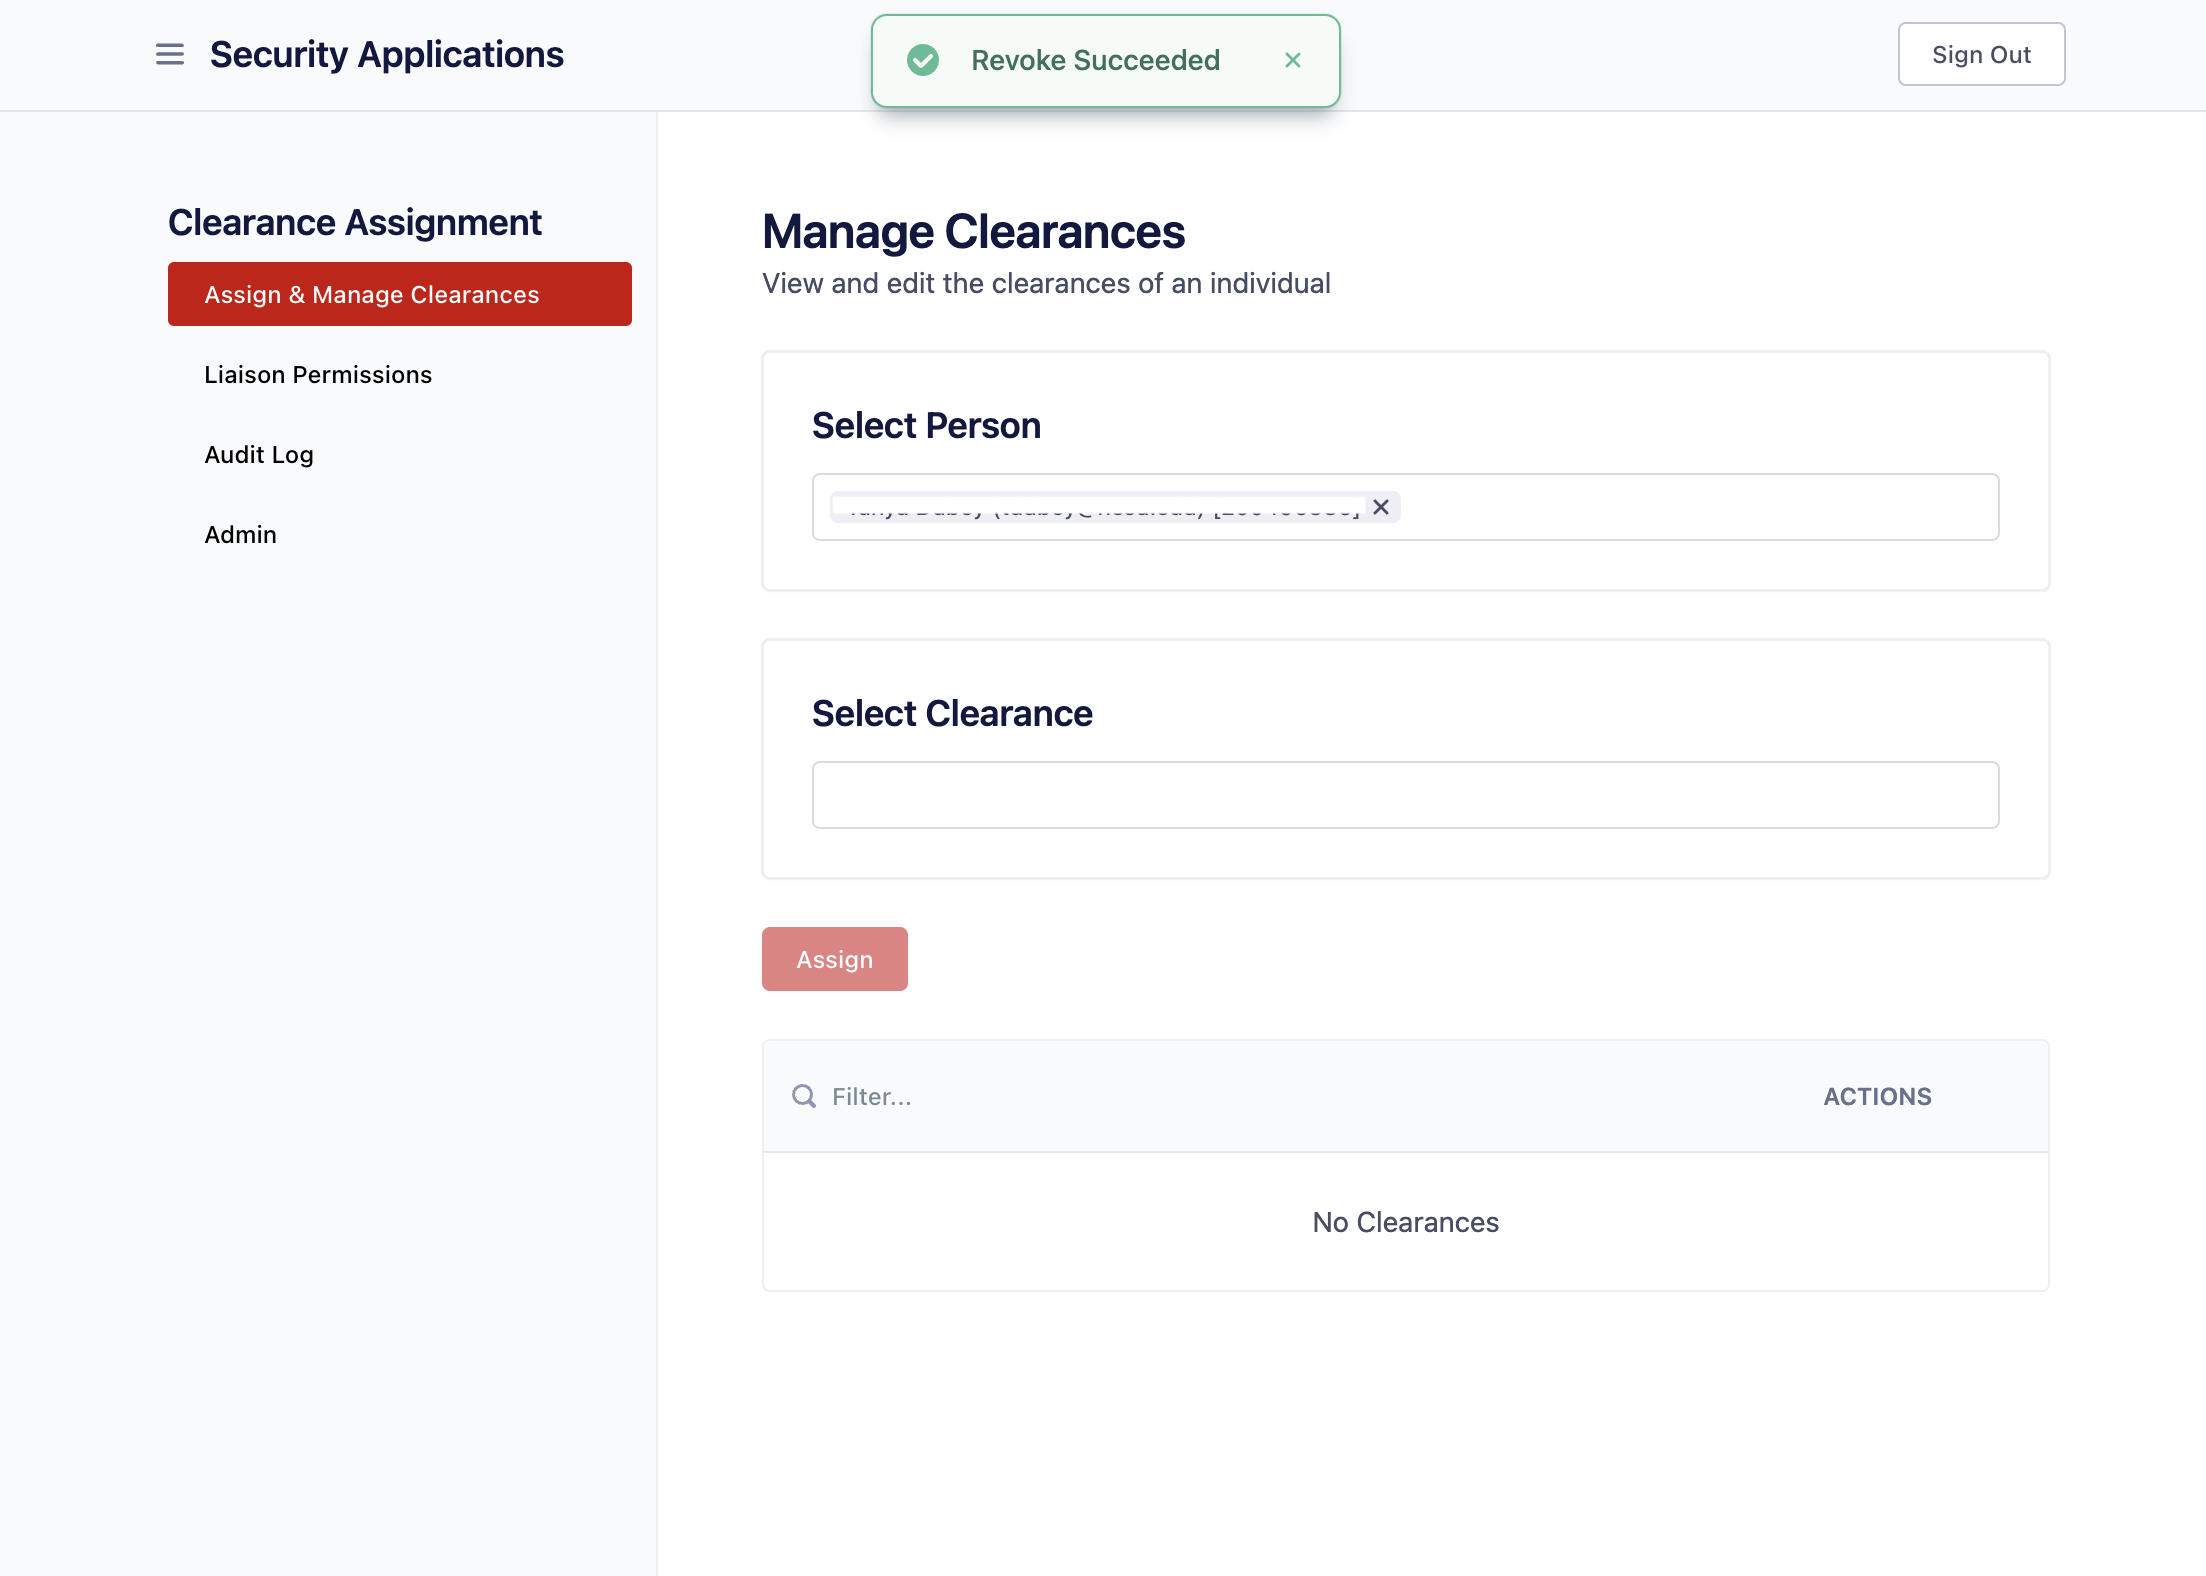 Security Applications
Revoke Succeeded
Sign Out
Clearance Assignment
Assign & Manage Clearances
Liaison Permissions
Audit Log
Admin
Manage Clearances
View and edit the clearances of an individual
Select Person
Select Clearance
Assign
Filter...
ACTIONS
No Clearances